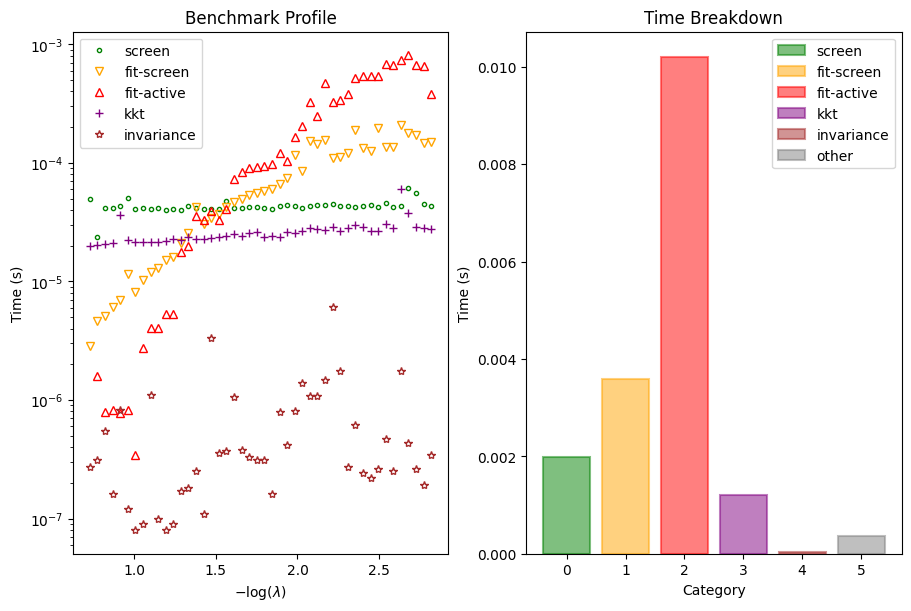 Benchmark Profile
screen
fit-screen
fit-active
kkt
invariance
10⁻³
10⁻⁴
10⁻⁵
10⁻⁶
10⁻⁷
Time (s)
1.0 1.5 2.0 2.5
−log(λ)
Time Breakdown
screen
fit-screen
fit-active
kkt
invariance
other
0.010
0.008
0.006
0.004
0.002
0.000
Time (s)
0 1 2 3 4 5
Category